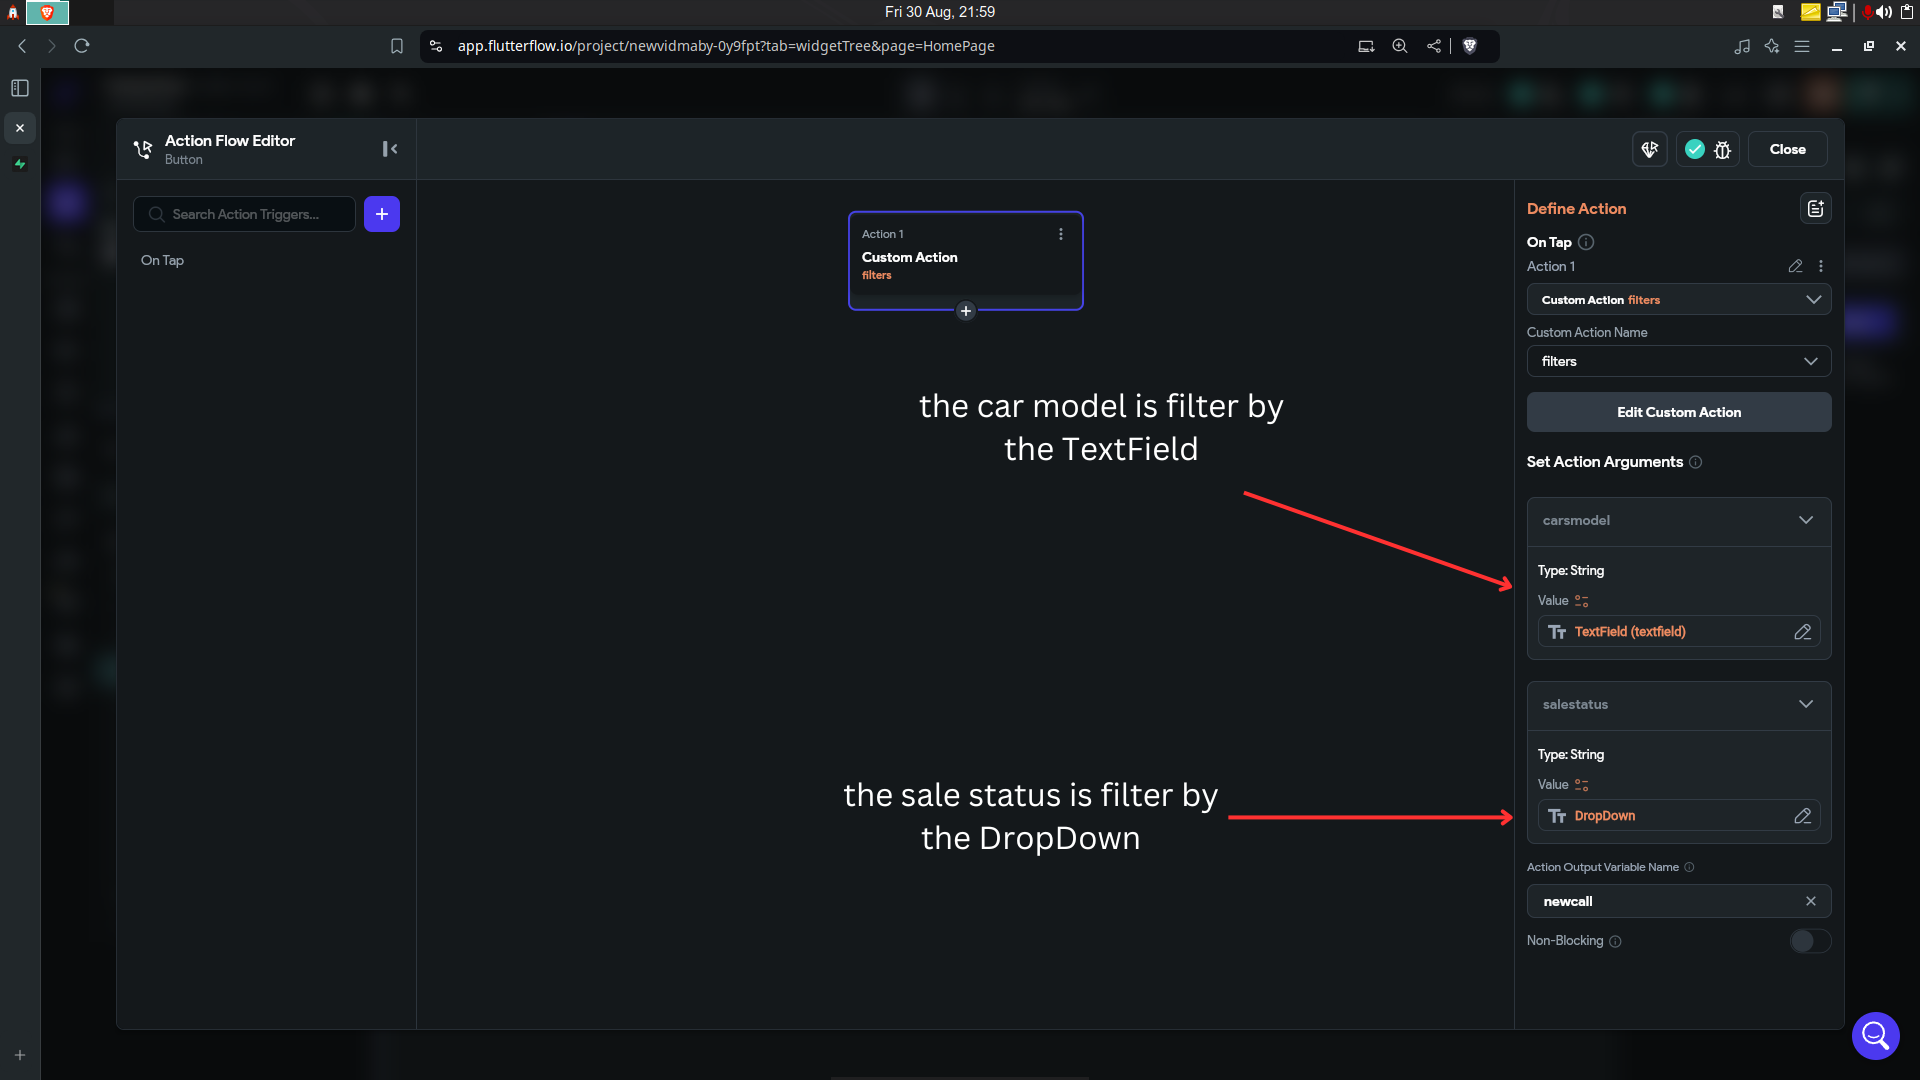 Fri 30 Aug, 21:59
app.flutterflow.io/project/newvidmaby-0y9fpt?tab=widgetTree&page=HomePage
Action Flow Editor
Button
Close
Search Action Triggers...
On Tap
Action 1
Custom Action
filters
the car model is filter by
the TextField
the sale status is filter by
the DropDown
Define Action
On Tap
Action 1
Custom Action filters
Custom Action Name
filters
Edit Custom Action
Set Action Arguments
carsmodel
Type: String
Value
TextField (textfield)
salestatus
Type: String
Value
DropDown
Action Output Variable Name
newcall
Non-Blocking